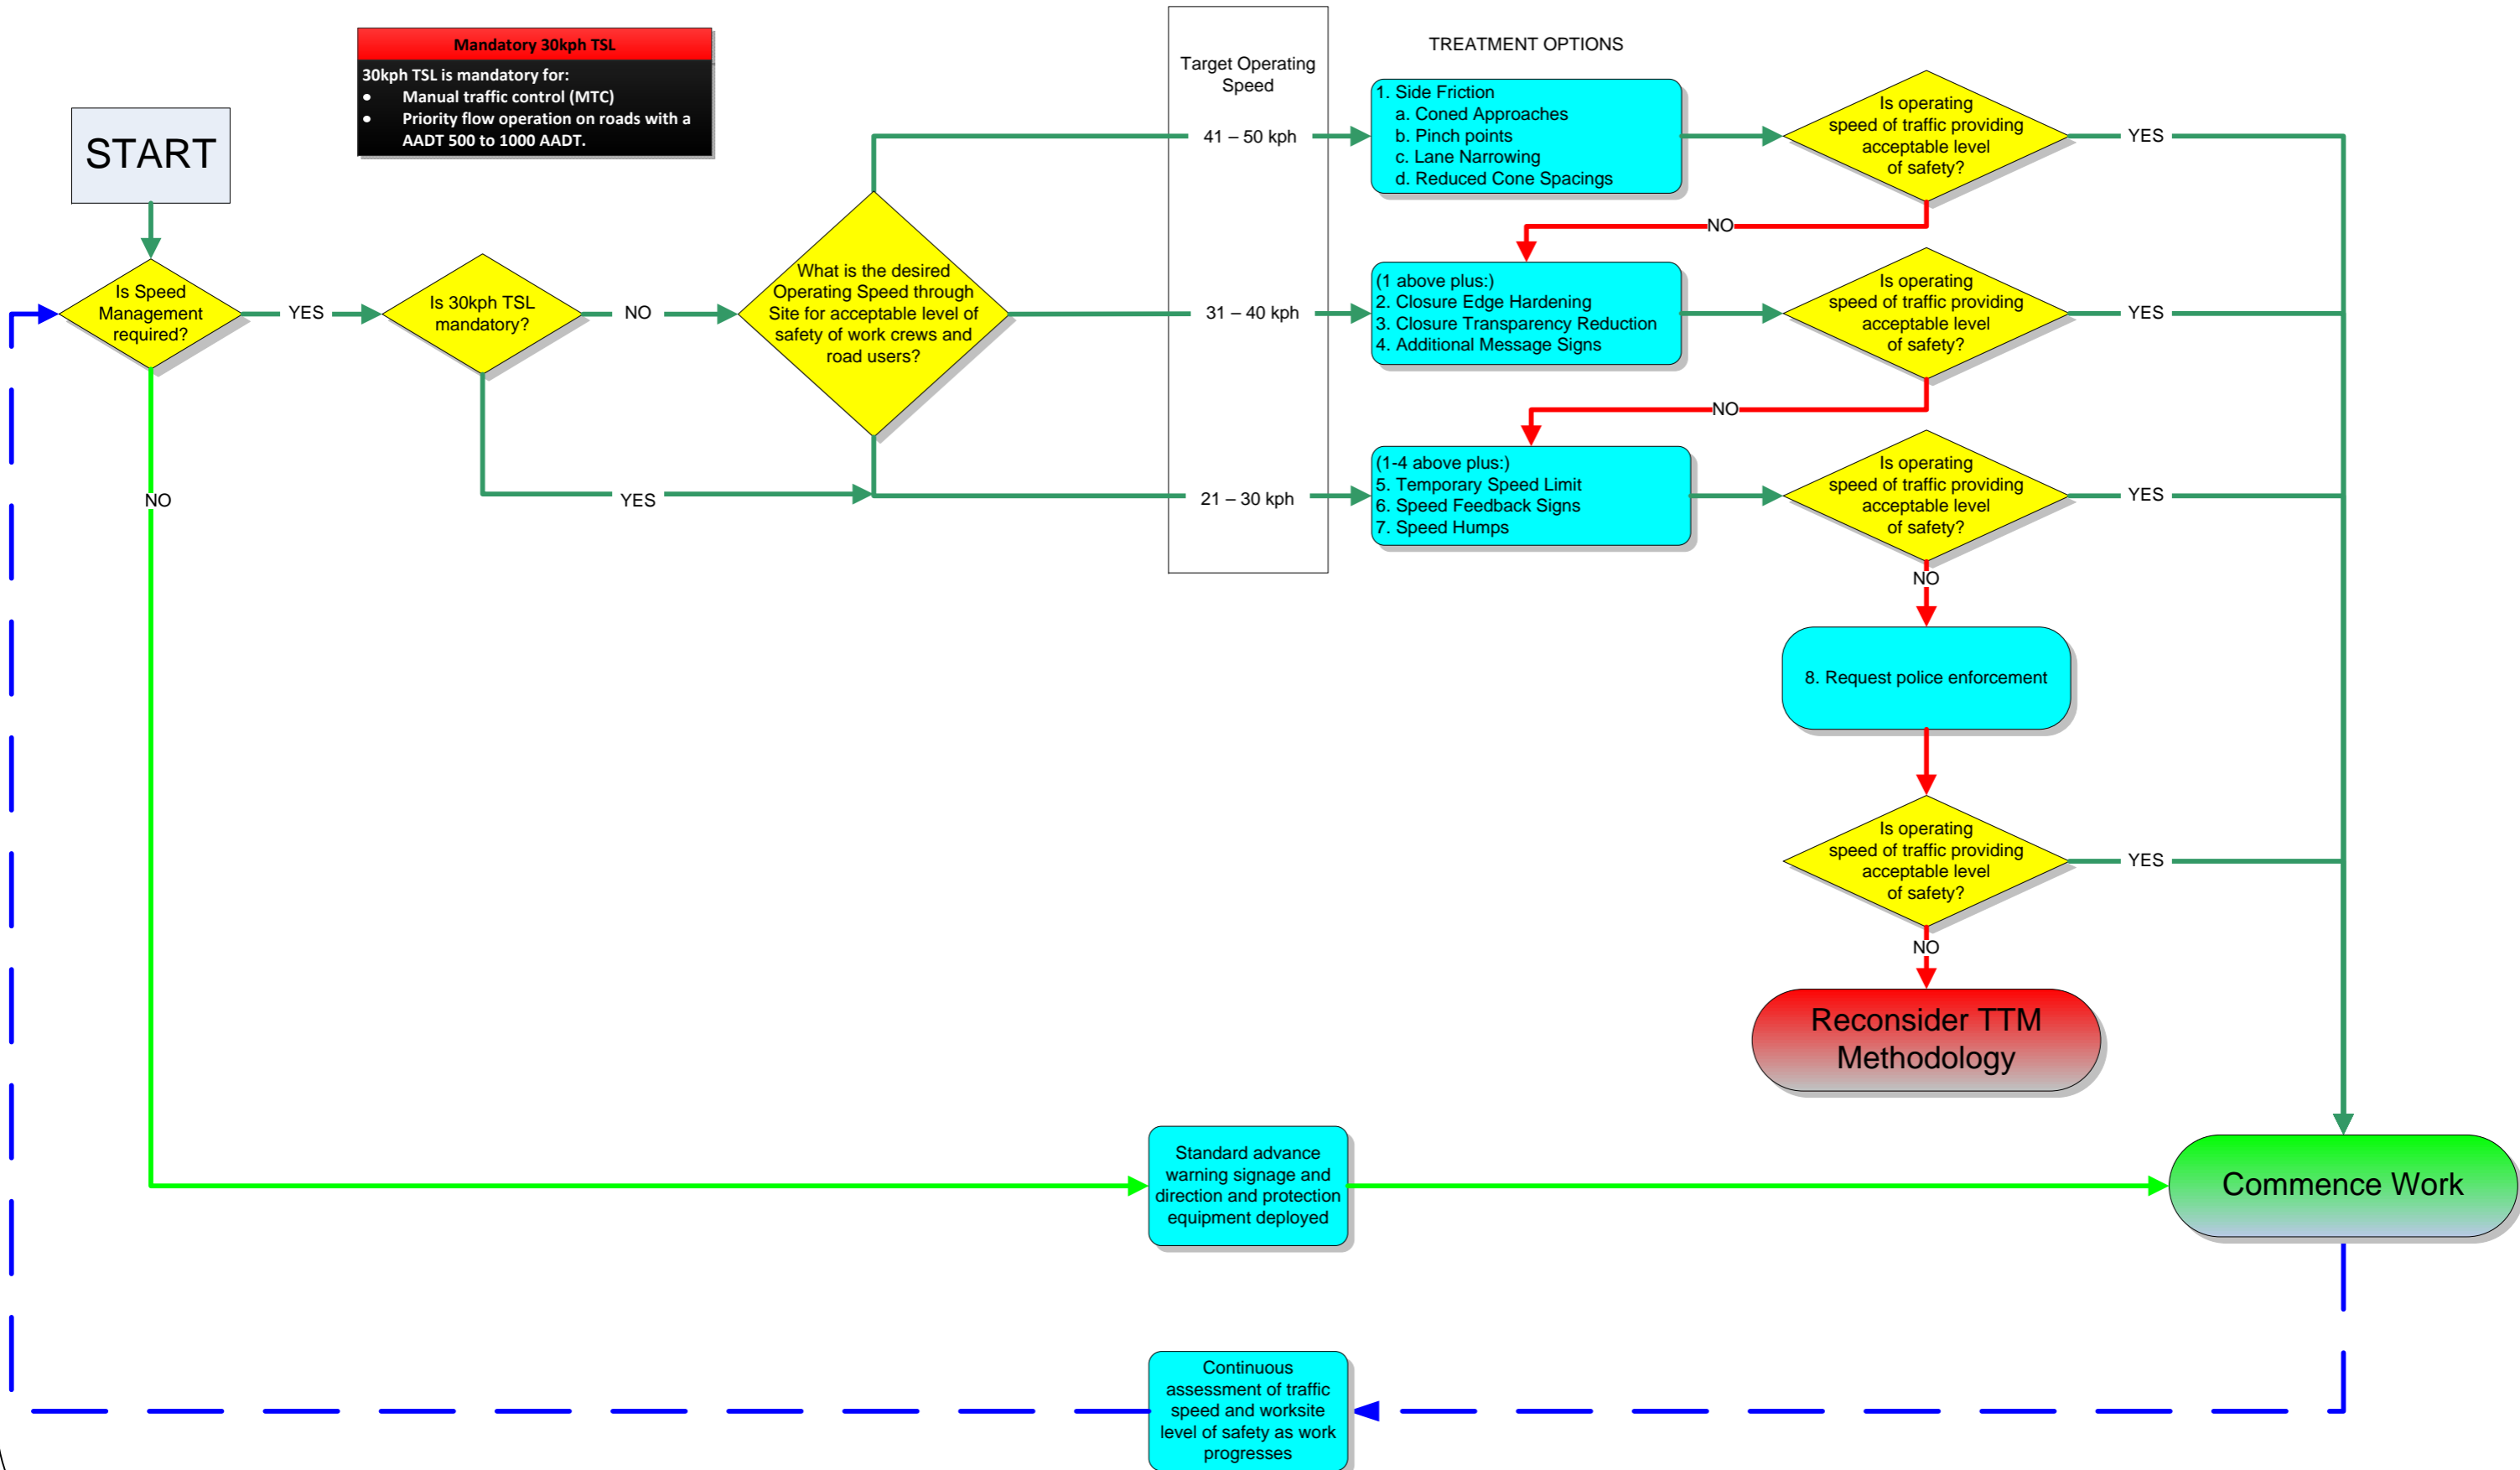 Mandatory 30kph TSL
30kph TSL is mandatory for:
• Manual traffic control (MTC)
• Priority flow operation on roads with a
AADT 500 to 1000 AADT.
START
Is Speed
Management
required?
YES
NO
Is 30kph TSL
mandatory?
NO
YES
What is the desired
Operating Speed through
Site for acceptable level of
safety of work crews and
road users?
Target Operating
Speed
41 – 50 kph
31 – 40 kph
21 – 30 kph
TREATMENT OPTIONS
1. Side Friction
a. Coned Approaches
b. Pinch points
c. Lane Narrowing
d. Reduced Cone Spacings
Is operating
speed of traffic providing
acceptable level
of safety?
YES
NO
(1 above plus:)
2. Closure Edge Hardening
3. Closure Transparency Reduction
4. Additional Message Signs
Is operating
speed of traffic providing
acceptable level
of safety?
YES
NO
(1-4 above plus:)
5. Temporary Speed Limit
6. Speed Feedback Signs
7. Speed Humps
Is operating
speed of traffic providing
acceptable level
of safety?
YES
NO
8. Request police enforcement
Is operating
speed of traffic providing
acceptable level
of safety?
YES
NO
Reconsider TTM
Methodology
Standard advance
warning signage and
direction and protection
equipment deployed
Commence Work
Continuous
assessment of traffic
speed and worksite
level of safety as work
progresses